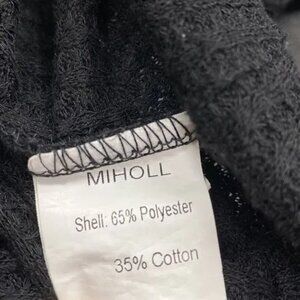 MIHOLL
Shell: 65% Polyester
35% Cotton